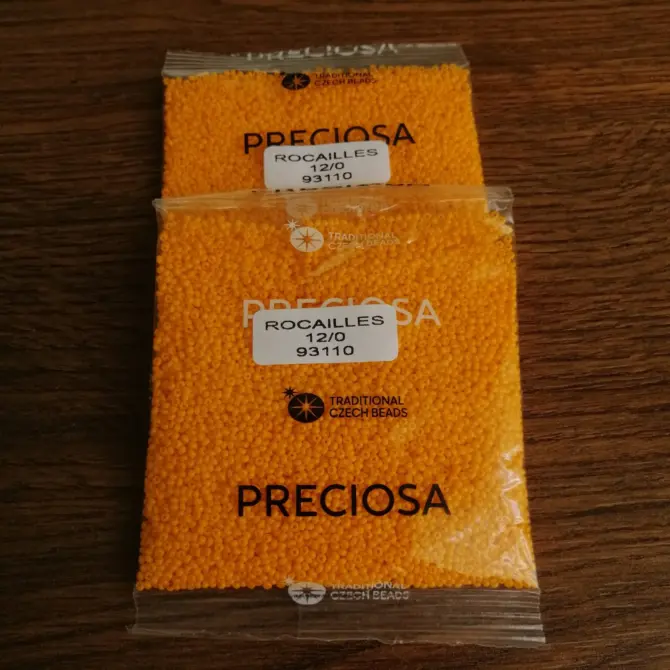 PRECIOSA
TRADITIONAL
CZECH BEADS
PRECIOSA
ROCAILLES
12/0
93110
TRADITIONAL
CZECH BEADS
PRECIOSA
ROCAILLES
12/0
93110
TRADITIONAL
CZECH BEADS
PRECIOSA
TRADITIONAL
CZECH BEADS